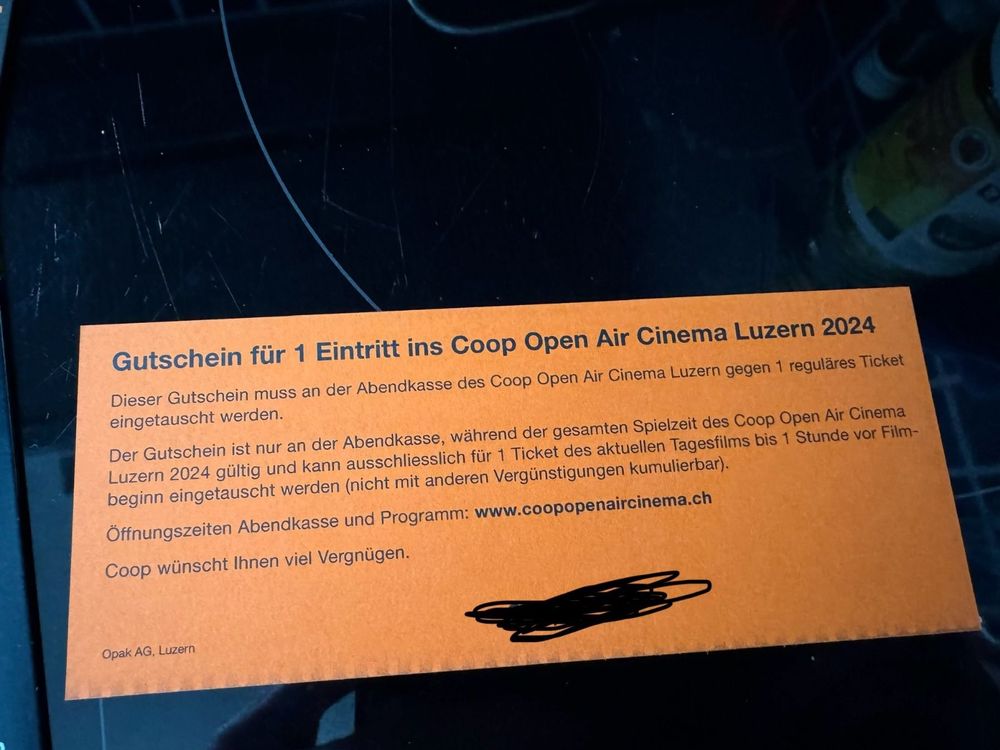 Gutschein für 1 Eintritt ins Coop Open Air Cinema Luzern 2024
Dieser Gutschein muss an der Abendkasse des Coop Open Air Cinema Luzern gegen 1 reguläres Ticket
eingetauscht werden.
Der Gutschein ist nur an der Abendkasse, während der gesamten Spielzeit des Coop Open Air Cinema
Luzern 2024 gültig und kann ausschliesslich für 1 Ticket des aktuellen Tagesfilms bis 1 Stunde vor Film-
beginn eingetauscht werden (nicht mit anderen Vergünstigungen kumulierbar).
Öffnungszeiten Abendkasse und Programm: www.coopopenaircinema.ch
Coop wünscht Ihnen viel Vergnügen.
Opak AG, Luzern